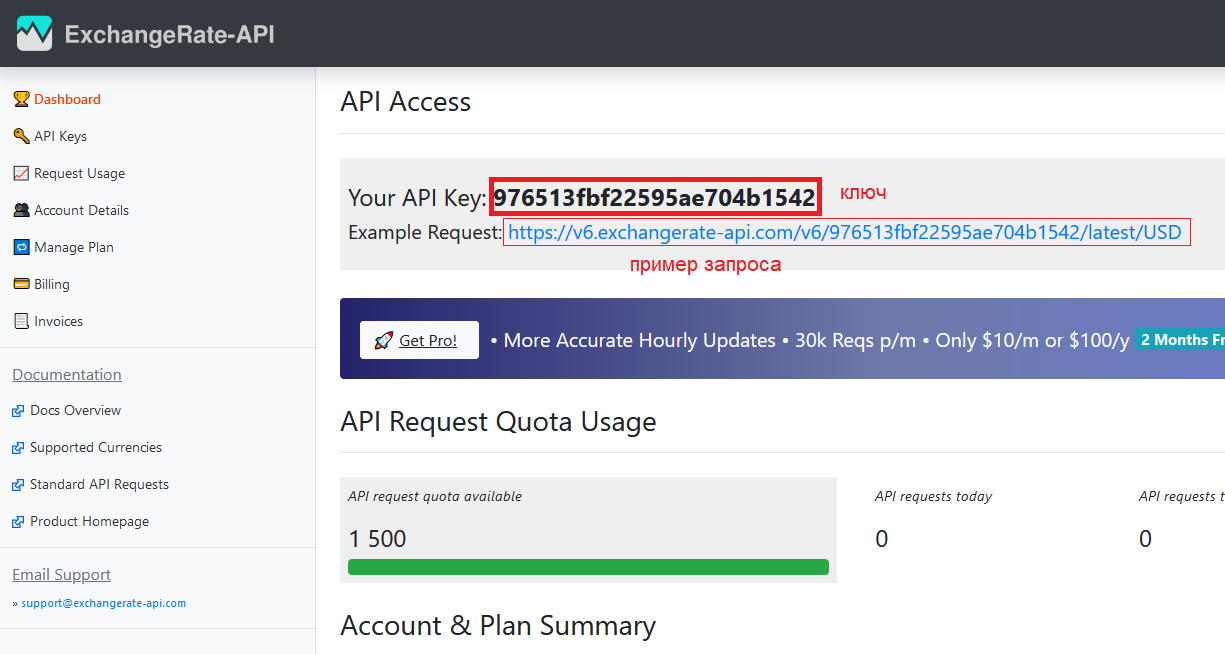 ExchangeRate-API
Dashboard
API Keys
Request Usage
Account Details
Manage Plan
Billing
Invoices
Documentation
Docs Overview
Supported Currencies
Standard API Requests
Product Homepage
Email Support
» support@exchangerate-api.com
API Access
Your API Key: 976513fbf22595ae704b1542 ключ
Example Request: https://v6.exchangerate-api.com/v6/976513fbf22595ae704b1542/latest/USD
пример запроса
Get Pro! • More Accurate Hourly Updates • 30k Reqs p/m • Only $10/m or $100/y 2 Months Fr
API Request Quota Usage
API request quota available
1 500
API requests today
0
API requests t
0
Account & Plan Summary